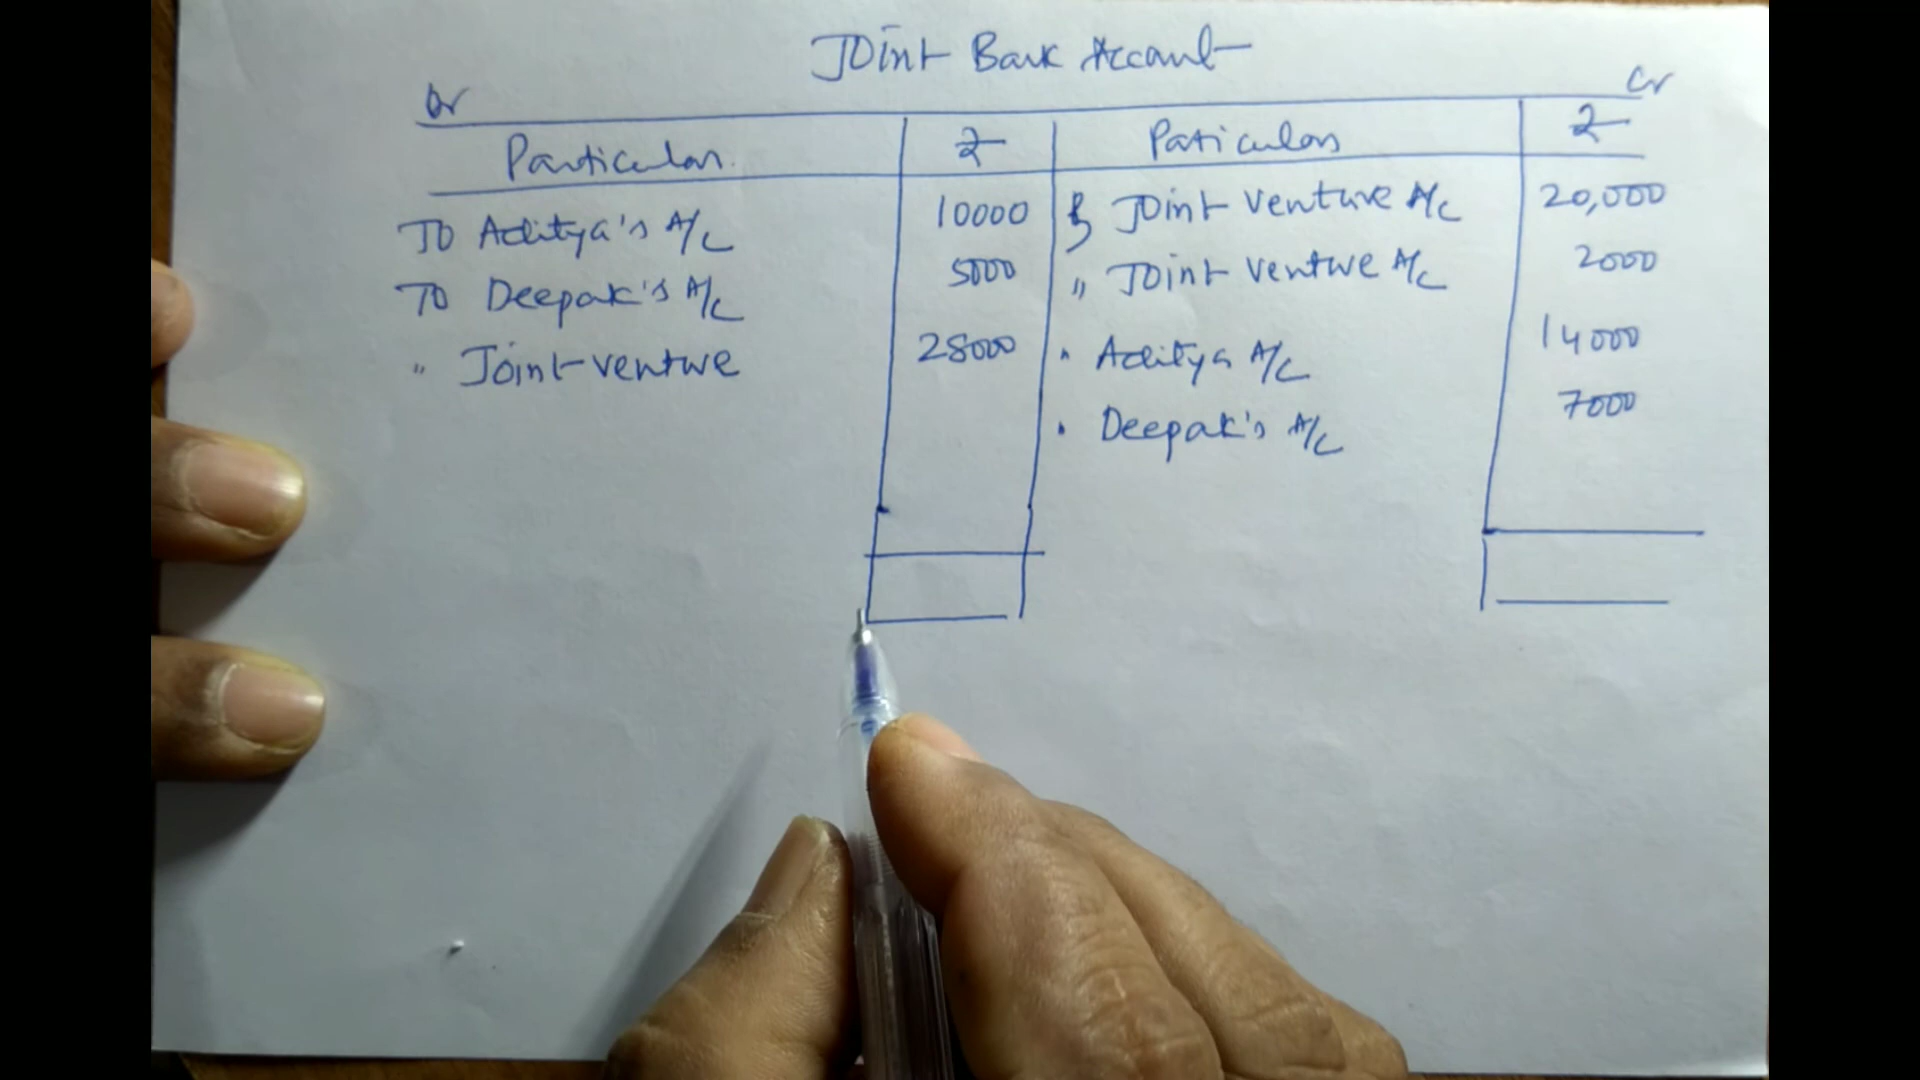 Joint Bank Account
Dr Cr
Particulars ₹ Paticulars ₹
To Aditya's A/c 10000 By Joint Venture A/c 20,000
To Deepak's A/c 5000 " Joint Venture A/c 2000
" Joint venture 28000 " Aditya A/c 14000
" Deepak's A/c 7000